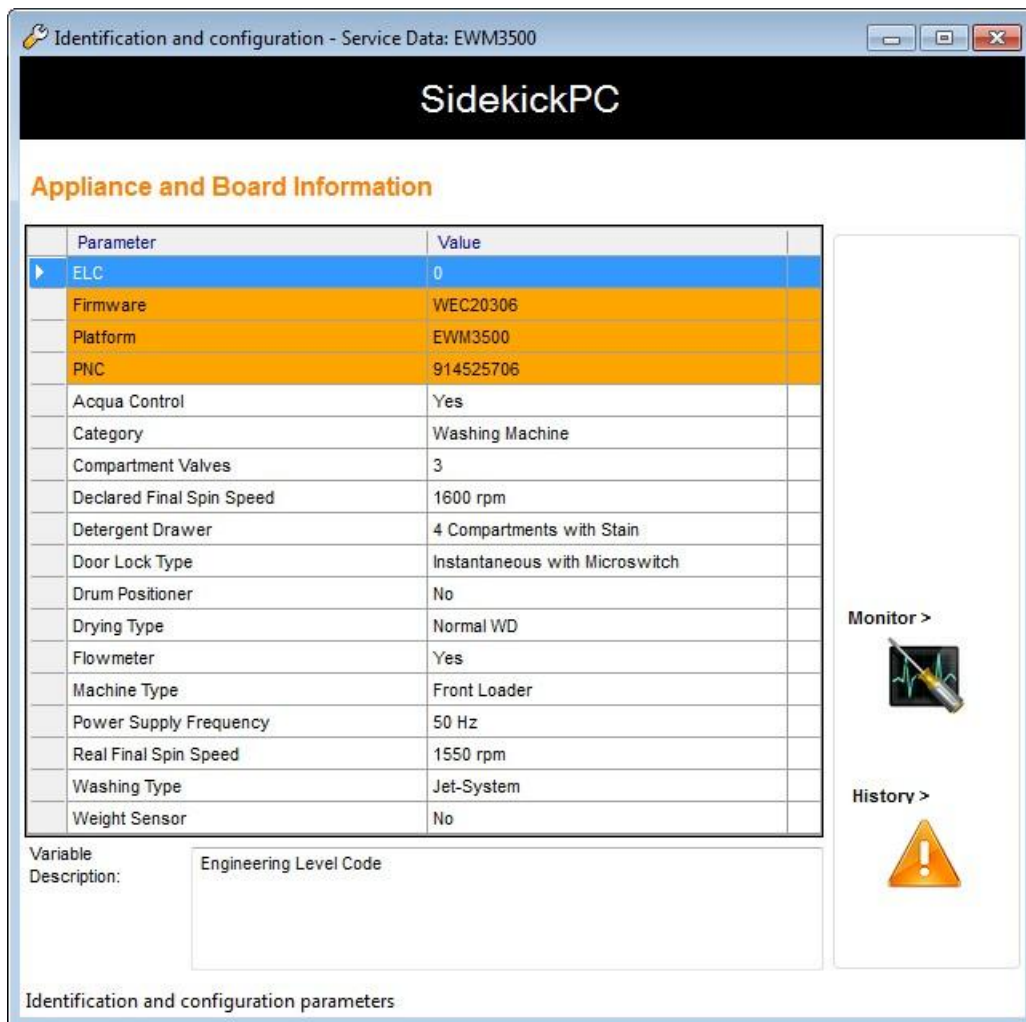 Identification and configuration - Service Data: EWM3500
SidekickPC
Appliance and Board Information
Parameter Value
ELC 0
Firmware WEC20306
Platform EWM3500
PNC 914525706
Acqua Control Yes
Category Washing Machine
Compartment Valves 3
Declared Final Spin Speed 1600 rpm
Detergent Drawer 4 Compartments with Stain
Door Lock Type Instantaneous with Microswitch
Drum Positioner No
Drying Type Normal WD
Flowmeter Yes
Machine Type Front Loader
Power Supply Frequency 50 Hz
Real Final Spin Speed 1550 rpm
Washing Type Jet-System
Weight Sensor No
Monitor >
History >
Variable
Description:
Engineering Level Code
Identification and configuration parameters